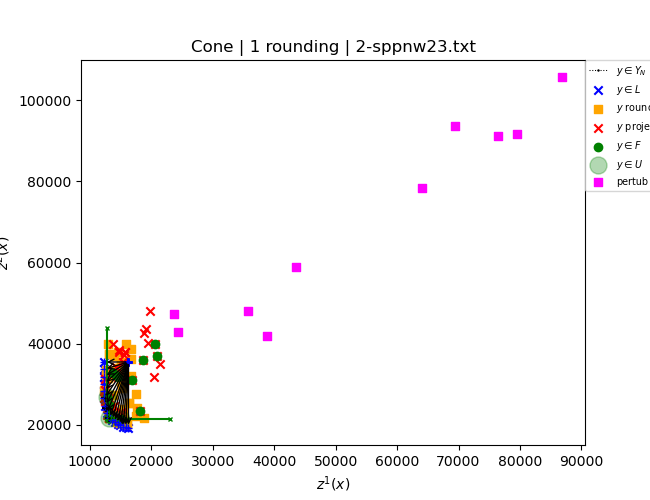 Cone | 1 rounding | 2-sppnw23.txt
100000
80000
60000
40000
20000
10000 20000 30000 40000 50000 60000 70000 80000 90000
z¹(x)
y ∈ Y_N
y ∈ L
y roun
y proje
y ∈ F
y ∈ U
pertub